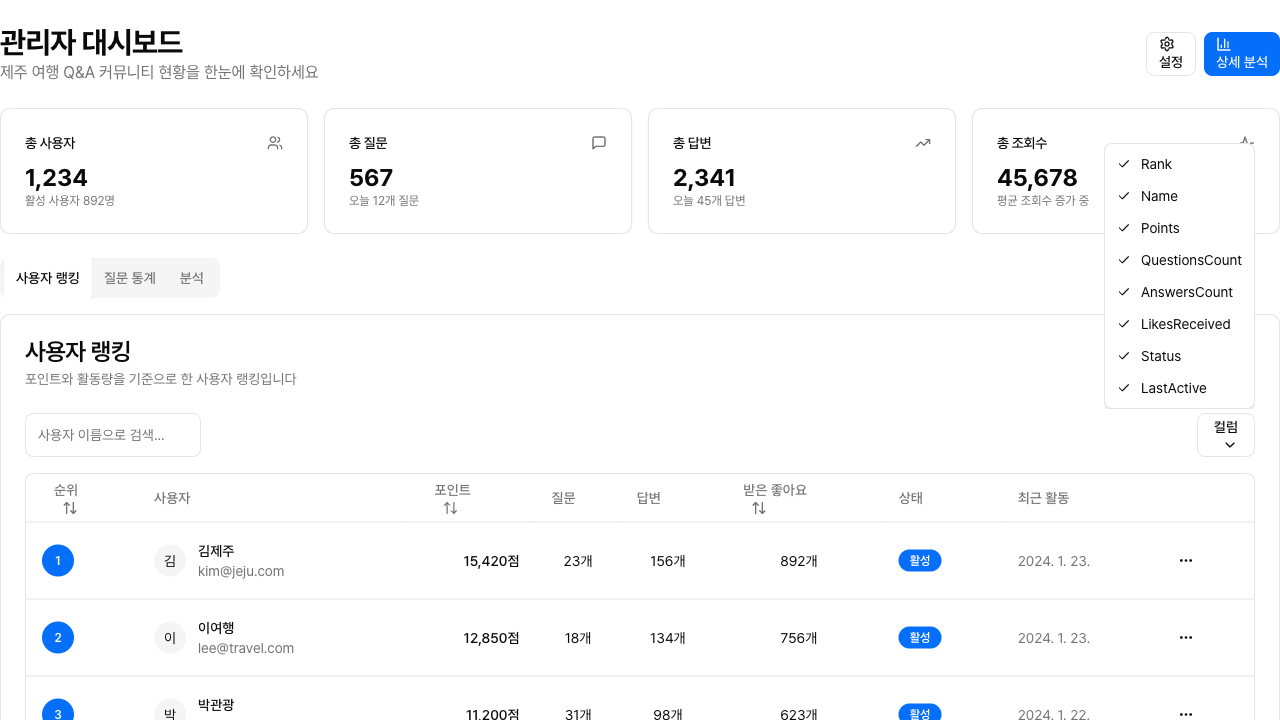 관리자 대시보드
제주 여행 Q&A 커뮤니티 현황을 한눈에 확인하세요
설정
상세 분석
총 사용자
1,234
활성 사용자 892명
총 질문
567
오늘 12개 질문
총 답변
2,341
오늘 45개 답변
총 조회수
45,678
평균 조회수 증가 중
Rank
Name
Points
QuestionsCount
AnswersCount
LikesReceived
Status
LastActive
사용자 랭킹
질문 통계
분석
사용자 랭킹
포인트와 활동량을 기준으로 한 사용자 랭킹입니다
사용자 이름으로 검색...
컬럼
순위 사용자 포인트 질문 답변 받은 좋아요 상태 최근 활동
1 김 김제주 15,420점 23개 156개 892개 활성 2024. 1. 23.
kim@jeju.com
2 이 이여행 12,850점 18개 134개 756개 활성 2024. 1. 23.
lee@travel.com
3 박 박관광 11,200점 31개 98개 623개 활성 2024. 1. 22.